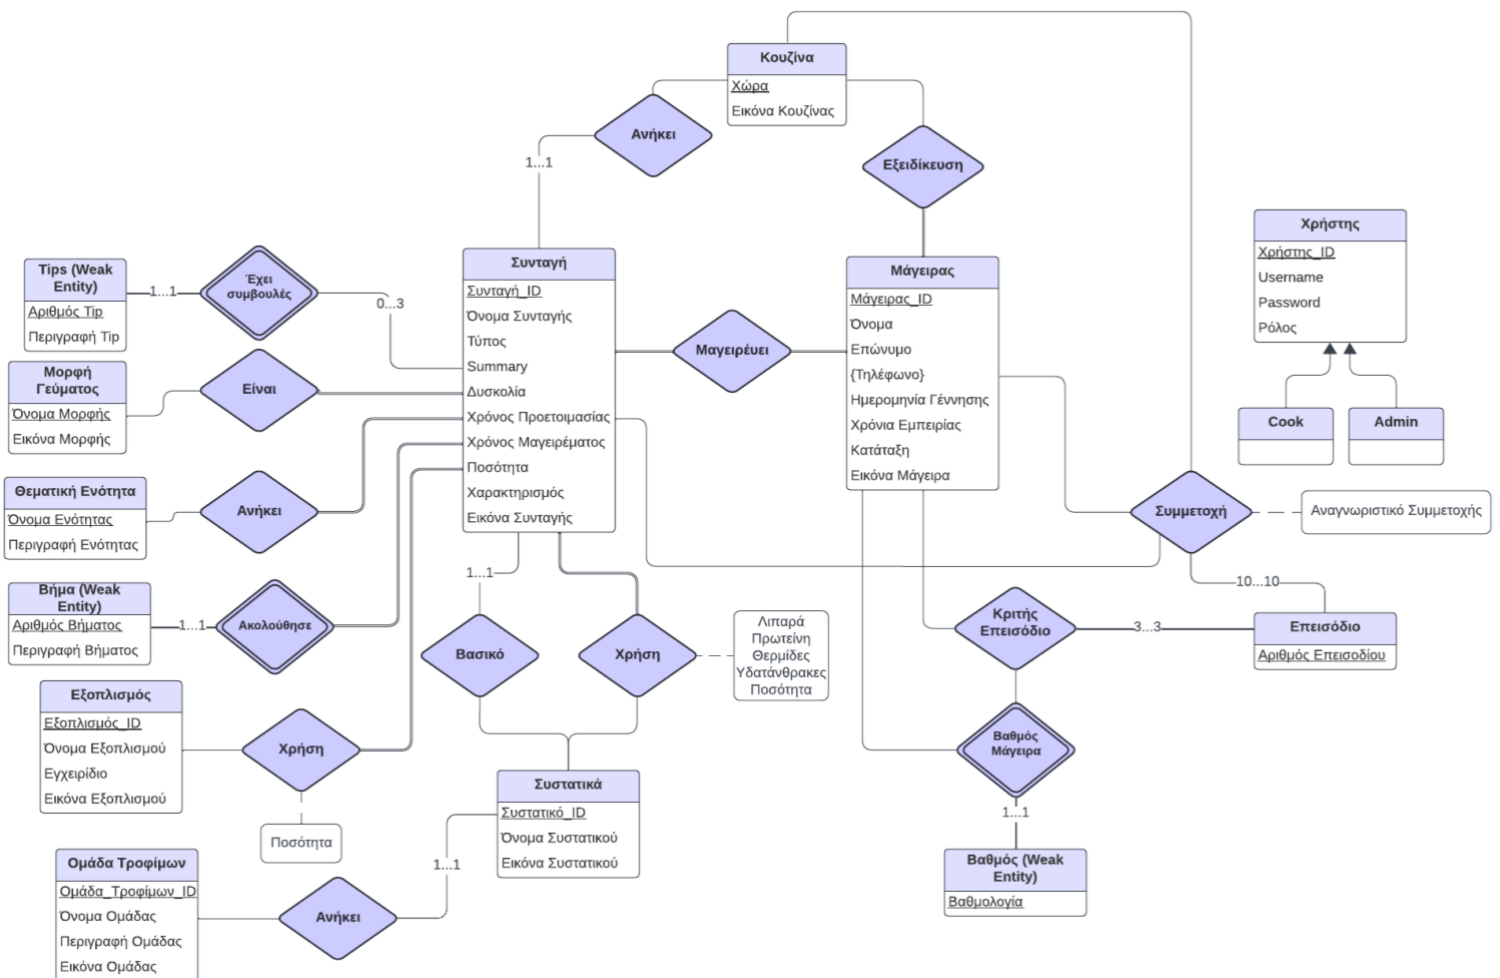 Κουζίνα
Χώρα
Εικόνα Κουζίνας
Ανήκει
1...1
Εξειδίκευση
Χρήστης
Χρήστης_ID
Username
Password
Ρόλος
Cook
Admin
Tips (Weak
Entity)
Αριθμός Tip
Περιγραφή Tip
1...1
Έχει
συμβουλές
0...3
Συνταγή
Συνταγή_ID
Όνομα Συνταγής
Τύπος
Summary
Δυσκολία
Χρόνος Προετοιμασίας
Χρόνος Μαγειρέματος
Ποσότητα
Χαρακτηρισμός
Εικόνα Συνταγής
Μαγειρέυει
Μάγειρας
Μάγειρας_ID
Όνομα
Επώνυμο
{Τηλέφωνο}
Ημερομηνία Γέννησης
Χρόνια Εμπειρίας
Κατάταξη
Εικόνα Μάγειρα
Μορφή
Γεύματος
Όνομα Μορφής
Εικόνα Μορφής
Είναι
Θεματική Ενότητα
Όνομα Ενότητας
Περιγραφή Ενότητας
Ανήκει
Συμμετοχή
Αναγνωριστικό Συμμετοχής
10...10
Βήμα (Weak
Entity)
Αριθμός Βήματος
Περιγραφή Βήματος
1...1
Ακολούθησε
1...1
Βασικό
Χρήση
Λιπαρά
Πρωτείνη
Θερμίδες
Υδατάνθρακες
Ποσότητα
Κριτής
Επεισόδιο
3...3
Επεισόδιο
Αριθμός Επεισοδίου
Εξοπλισμός
Εξοπλισμός_ID
Όνομα Εξοπλισμού
Εγχειρίδιο
Εικόνα Εξοπλισμού
Χρήση
Ποσότητα
Συστατικά
Συστατικό_ID
Όνομα Συστατικού
Εικόνα Συστατικού
Βαθμός
Μάγειρα
1...1
Βαθμός (Weak
Entity)
Βαθμολογία
Ομάδα Τροφίμων
Ομάδα_Τροφίμων_ID
Όνομα Ομάδας
Περιγραφή Ομάδας
Εικόνα Ομάδας
Ανήκει
1...1